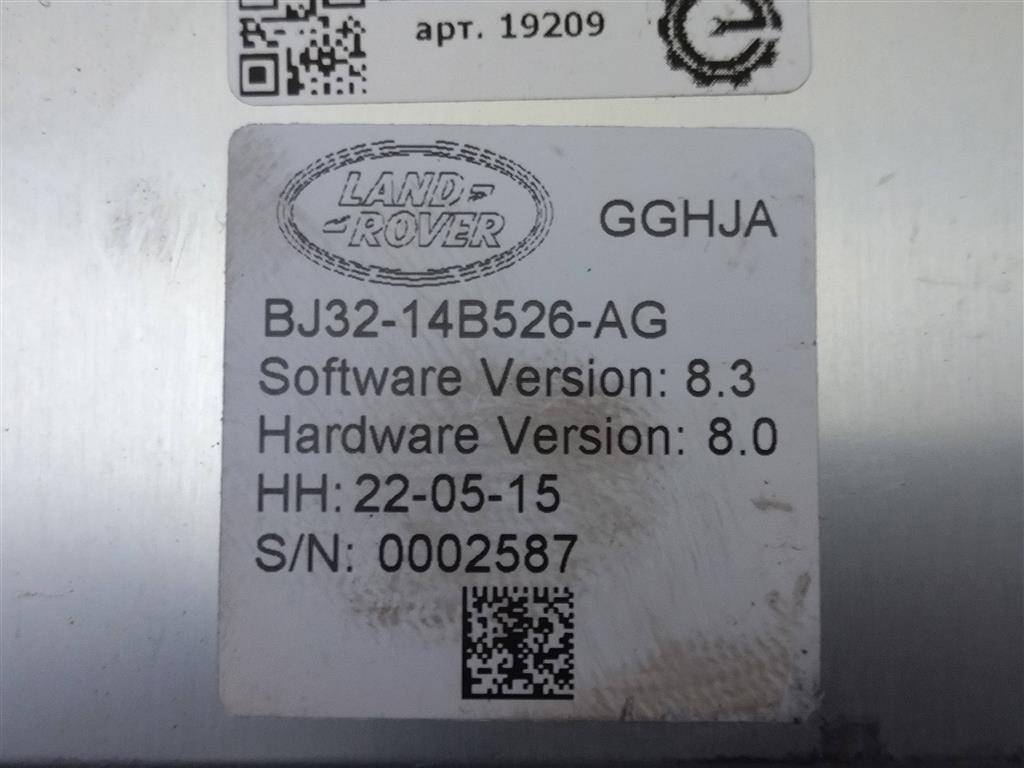 арт. 19209
LAND
ROVER
GGHJA
BJ32-14B526-AG
Software Version: 8.3
Hardware Version: 8.0
HH: 22-05-15
S/N: 0002587